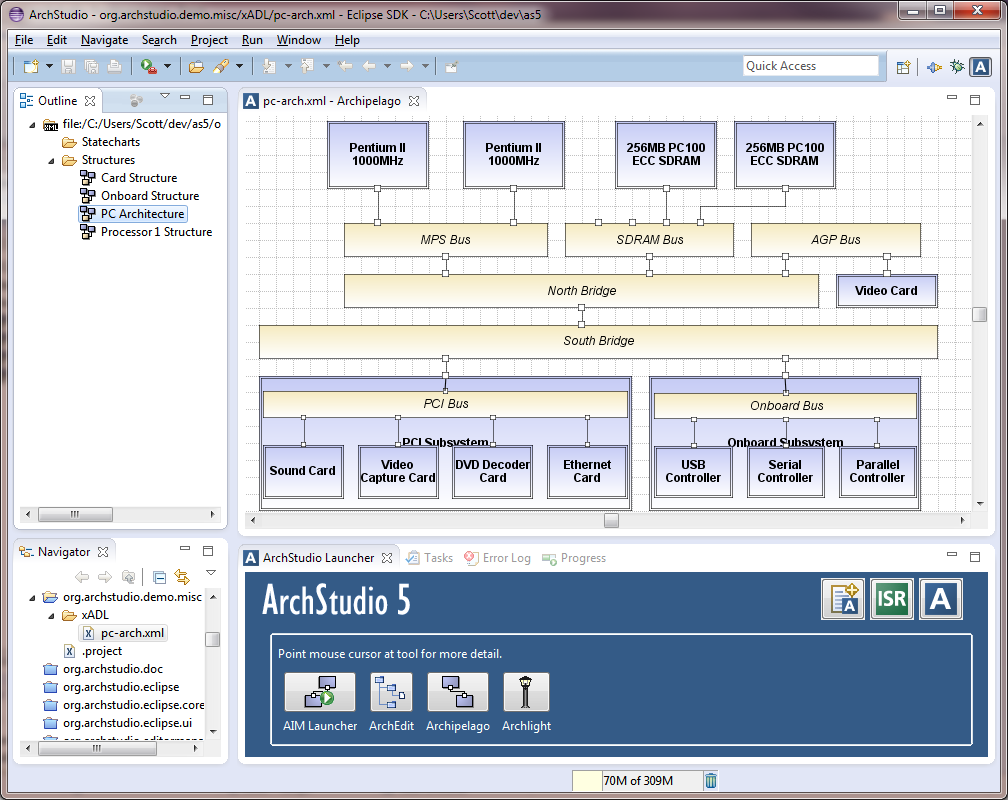 ArchStudio - org.archstudio.demo.misc/xADL/pc-arch.xml - Eclipse SDK - C:\Users\Scott\dev\as5
File Edit Navigate Search Project Run Window Help
Quick Access
A
Outline
file:/C:/Users/Scott/dev/as5/o
Statecharts
Structures
Card Structure
Onboard Structure
PC Architecture
Processor1 Structure
A pc-arch.xml - Archipelago
Pentium II
1000MHz
Pentium II
1000MHz
256MB PC100
ECC SDRAM
256MB PC100
ECC SDRAM
MPS Bus
SDRAM Bus
AGP Bus
North Bridge
Video Card
South Bridge
PCI Bus
PCI Subsystem
Sound Card
Video
Capture Card
DVD Decoder
Card
Ethernet
Card
Onboard Bus
Onboard Subsystem
USB
Controller
Serial
Controller
Parallel
Controller
Navigator
org.archstudio.demo.misc
xADL
pc-arch.xml
.project
org.archstudio.doc
org.archstudio.eclipse
org.archstudio.eclipse.core
org.archstudio.eclipse.ui
A ArchStudio Launcher Tasks Error Log Progress
ArchStudio 5
A ISR A
Point mouse cursor at tool for more detail.
AIM Launcher ArchEdit Archipelago Archlight
70M of 309M